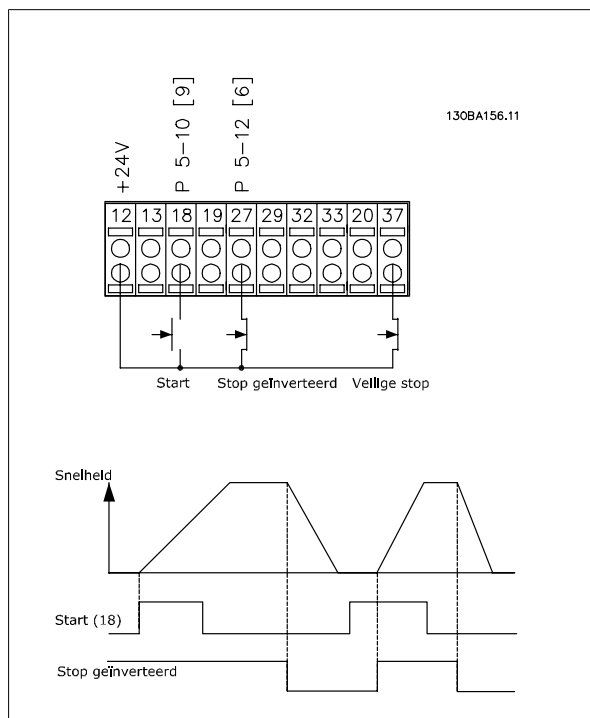 130BA156.11
+24V
P 5-10 [9]
P 5-12 [6]
12 13 18 19 27 29 32 33 20 37
Start Stop geïnverteerd Veilige stop
Snelheid
Start (18)
Stop geïnverteerd